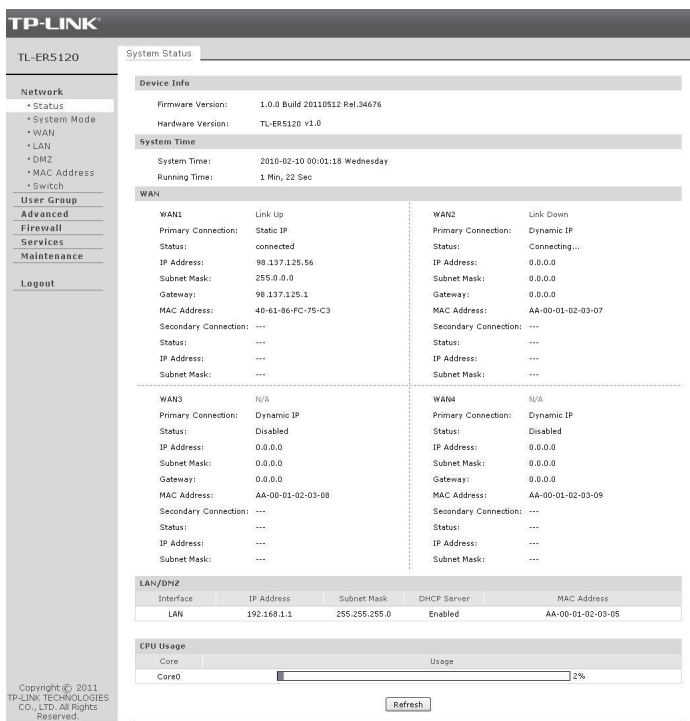 TP-LINK®
TL-ER5120
Network
• Status
• System Mode
• WAN
• LAN
• DMZ
• MAC Address
• Switch
User Group
Advanced
Firewall
Services
Maintenance
Logout
Copyright © 2011
TP-LINK TECHNOLOGIES
CO., LTD. All Rights
Reserved.
System Status
Device Info
Firmware Version: 1.0.0 Build 20110512 Rel.34676
Hardware Version: TL-ER5120 v1.0
System Time
System Time: 2010-02-10 00:01:18 Wednesday
Running Time: 1 Min, 22 Sec
WAN
WAN1 Link Up
Primary Connection: Static IP
Status: connected
IP Address: 98.137.125.56
Subnet Mask: 255.0.0.0
Gateway: 98.137.125.1
MAC Address: 40-61-86-FC-75-C3
Secondary Connection: ---
Status: ---
IP Address: ---
Subnet Mask: ---
WAN2 Link Down
Primary Connection: Dynamic IP
Status: Connecting...
IP Address: 0.0.0.0
Subnet Mask: 0.0.0.0
Gateway: 0.0.0.0
MAC Address: AA-00-01-02-03-07
Secondary Connection: ---
Status: ---
IP Address: ---
Subnet Mask: ---
WAN3 N/A
Primary Connection: Dynamic IP
Status: Disabled
IP Address: 0.0.0.0
Subnet Mask: 0.0.0.0
Gateway: 0.0.0.0
MAC Address: AA-00-01-02-03-08
Secondary Connection: ---
Status: ---
IP Address: ---
Subnet Mask: ---
WAN4 N/A
Primary Connection: Dynamic IP
Status: Disabled
IP Address: 0.0.0.0
Subnet Mask: 0.0.0.0
Gateway: 0.0.0.0
MAC Address: AA-00-01-02-03-09
Secondary Connection: ---
Status: ---
IP Address: ---
Subnet Mask: ---
LAN/DMZ
Interface IP Address Subnet Mask DHCP Server MAC Address
LAN 192.168.1.1 255.255.255.0 Enabled AA-00-01-02-03-05
CPU Usage
Core Usage
Core0 2%
Refresh